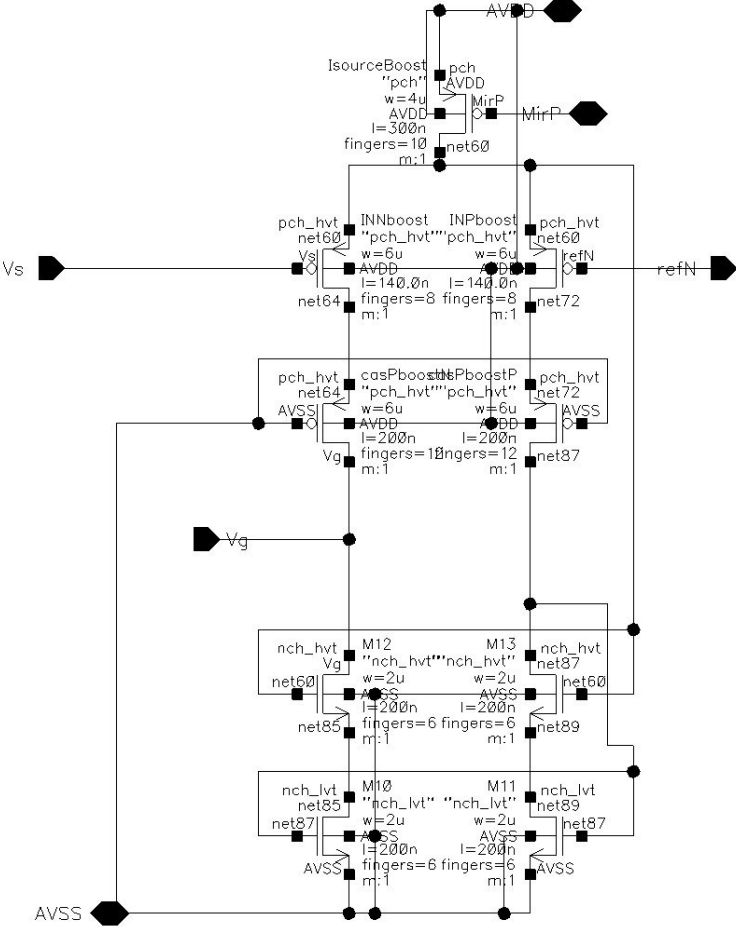 AVDD
IsourceBoost pch
"pch" AVDD
w=4u MirP
AVDD MirP
l=300n
fingers=10 net60
m:1
pch_hvt INNboost INPboost pch_hvt
net60 "pch_hvt" "pch_hvt" net60
Vs w=6u w=6u refN
Vs AVDD AVDD refN
l=140.0n l=140.0n
net64 fingers=8 fingers=8 net72
m:1 m:1
pch_hvt casPboostN casPboostP pch_hvt
net64 "pch_hvt" "pch_hvt" net72
AVSS w=6u w=6u AVSS
AVDD AVDD
l=200n l=200n
Vg fingers=12 fingers=12 net87
m:1 m:1
Vg
nch_hvt M12 M13 nch_hvt
Vg "nch_hvt" "nch_hvt" net87
net60 w=2u w=2u net60
AVSS AVSS
l=200n l=200n
net85 fingers=6 fingers=6 net89
m:1 m:1
nch_lvt M10 M11 nch_lvt
net85 "nch_lvt" "nch_lvt" net89
net87 w=2u w=2u net87
AVSS AVSS
l=200n l=200n
AVSS fingers=6 fingers=6 AVSS
m:1 m:1
AVSS